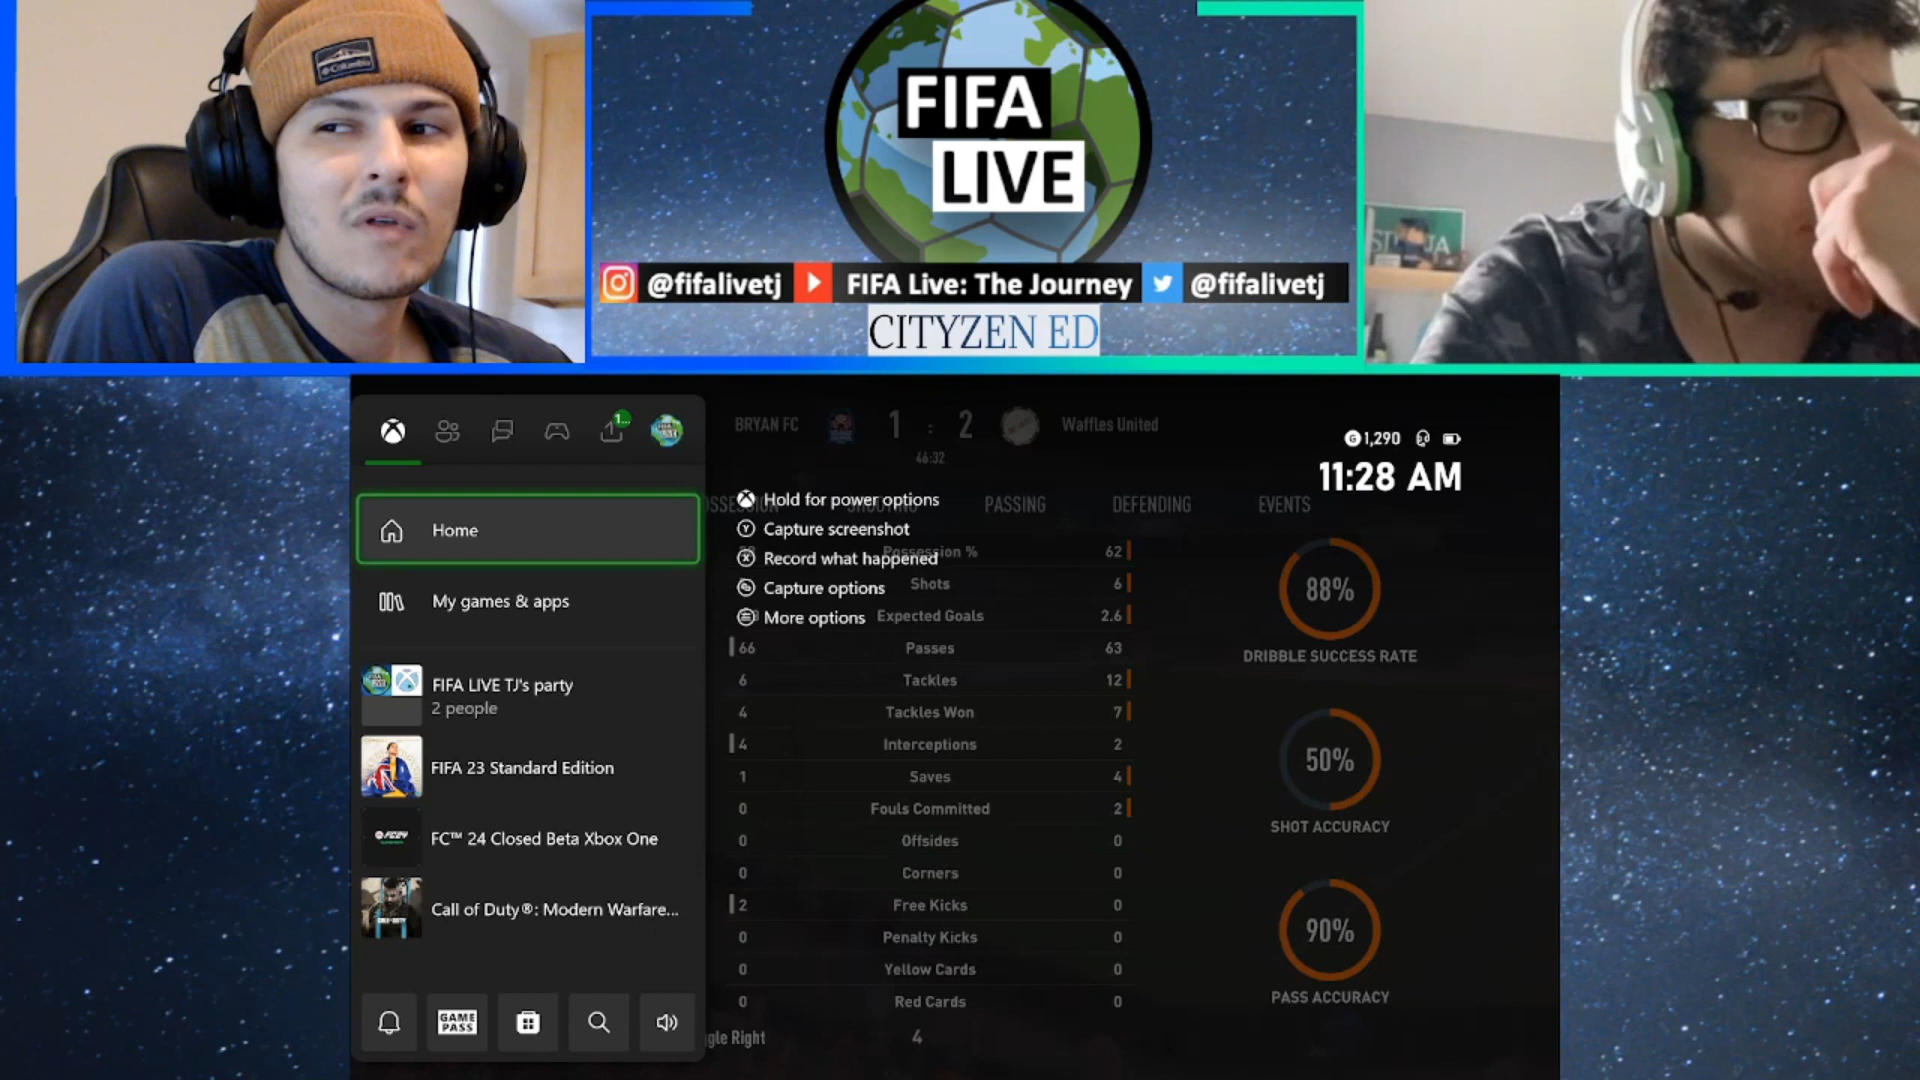 Columbia
FIFA
LIVE
@fifalivetj
FIFA Live: The Journey
@fifalivetj
CITYZEN ED
1...
BRYAN FC
1 : 2
Waffles United
46:32
1,290
11:28 AM
Home
My games & apps
FIFA LIVE TJ's party
2 people
FIFA 23 Standard Edition
FC™ 24 Closed Beta Xbox One
Call of Duty®: Modern Warfare...
GAME
PASS
Hold for power options
Capture screenshot
Record what happened
Capture options
More options
PASSING
DEFENDING
EVENTS
Possession % 62
Shots 6
Expected Goals 2.6
66 Passes 63
6 Tackles 12
4 Tackles Won 7
4 Interceptions 2
1 Saves 4
0 Fouls Committed 2
0 Offsides 0
0 Corners 0
2 Free Kicks 0
0 Penalty Kicks 0
0 Yellow Cards 0
0 Red Cards 0
gle Right
4
88%
DRIBBLE SUCCESS RATE
50%
SHOT ACCURACY
90%
PASS ACCURACY